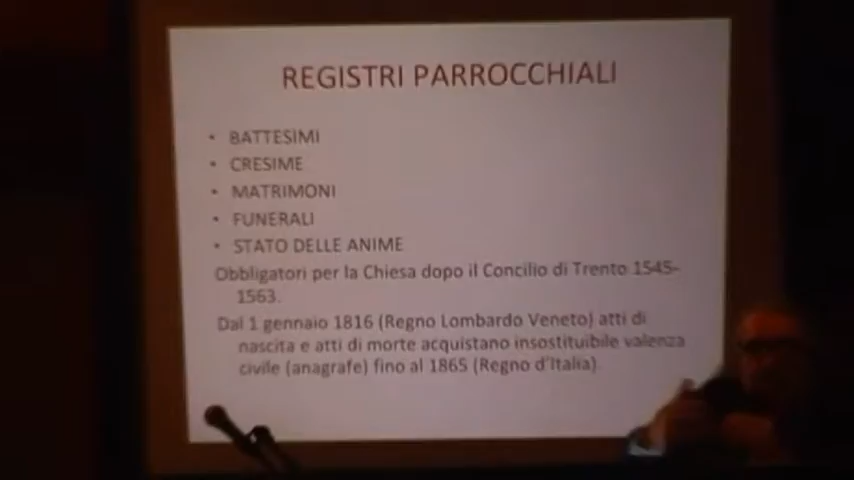 REGISTRI PARROCCHIALI
• BATTESIMI
• CRESIME
• MATRIMONI
• FUNERALI
• STATO DELLE ANIME
Obbligatori per la Chiesa dopo il Concilio di Trento 1545-
1563.
Dal 1 gennaio 1816 (Regno Lombardo Veneto) atti di
nascita e atti di morte acquistano insostituibile valenza
civile (anagrafe) fino al 1865 (Regno d'Italia).